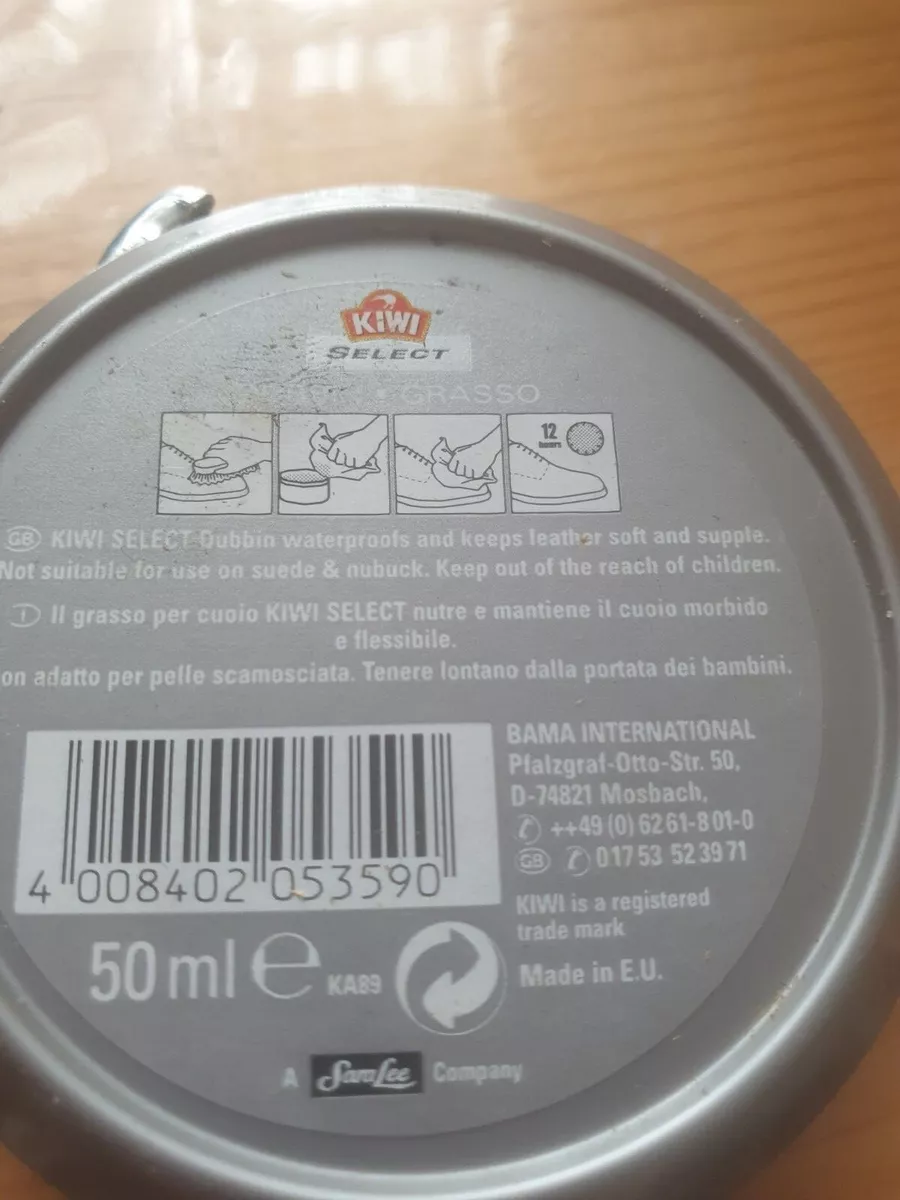 KIWI
SELECT
• GRASSO
12
hours
GB KIWI SELECT Dubbin waterproofs and keeps leather soft and supple.
Not suitable for use on suede & nubuck. Keep out of the reach of children.
I Il grasso per cuoio KIWI SELECT nutre e mantiene il cuoio morbido
e flessibile.
on adatto per pelle scamosciata. Tenere lontano dalla portata dei bambini.
BAMA INTERNATIONAL
Pfalzgraf-Otto-Str. 50,
D-74821 Mosbach,
++49 (0) 62 61-8 01-0
GB 017 53 52 39 71
4 008402 053590
KIWI is a registered
trade mark
50 ml e KA89
Made in E.U.
A Sara Lee Company